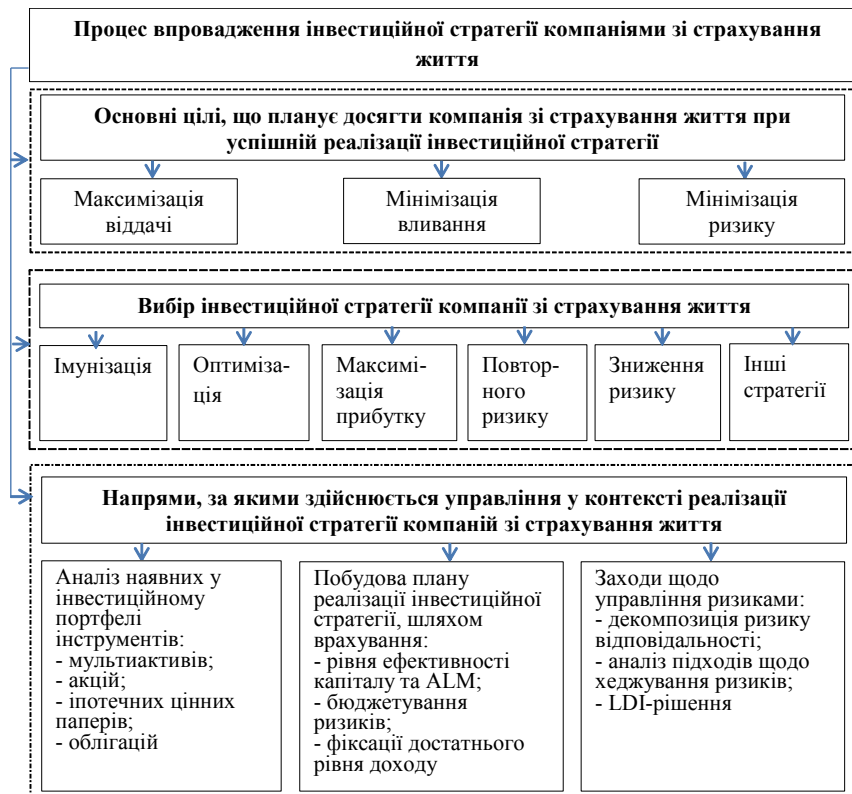 Процес впровадження інвестиційної стратегії компаніями зі страхування
життя
Основні цілі, що планує досягти компанія зі страхування життя при
успішній реалізації інвестиційної стратегії
Максимізація
віддачі
Мінімізація
вливання
Мінімізація
ризику
Вибір інвестиційної стратегії компанії зі страхування життя
Імунізація
Оптиміза-
ція
Максимі-
зація
прибутку
Повтор-
ного
ризику
Зниження
ризику
Інші
стратегії
Напрями, за якими здійснюється управління у контексті реалізації
інвестиційної стратегії компаній зі страхування життя
Аналіз наявних у
інвестиційному
портфелі
інструментів:
- мультиактивів;
- акцій;
- іпотечних цінних
паперів;
- облігацій
Побудова плану
реалізації інвестиційної
стратегії, шляхом
врахування:
- рівня ефективності
капіталу та ALM;
- бюджетування
ризиків;
- фіксації достатнього
рівня доходу
Заходи щодо
управління ризиками:
- декомпозиція ризику
відповідальності;
- аналіз підходів щодо
хеджування ризиків;
- LDI-рішення